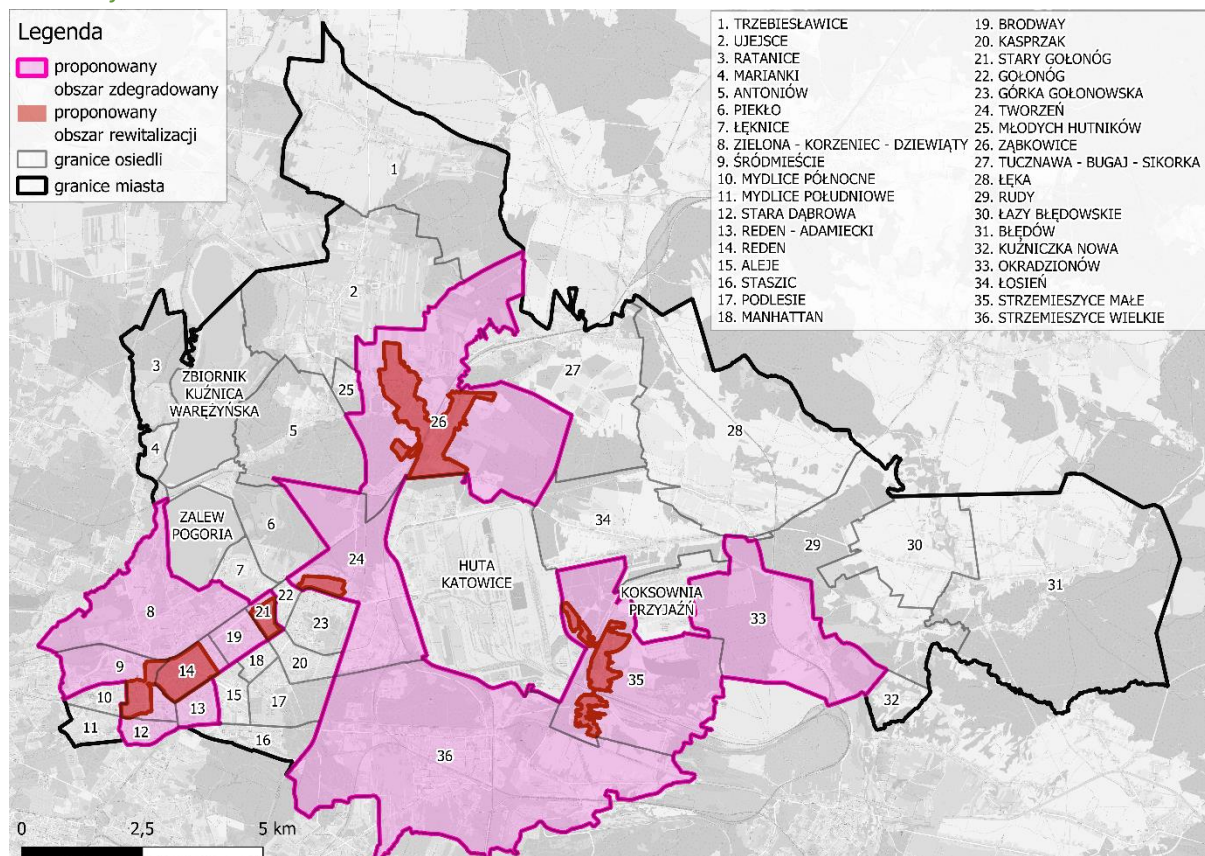 Legenda
proponowany
obszar zdegradowany
proponowany
obszar rewitalizacji
granice osiedli
granice miasta
1. TRZEBIESŁAWICE
2. UJEJSCE
3. RATANICE
4. MARIANKI
5. ANTONIÓW
6. PIEKŁO
7. ŁĘKNICE
8. ZIELONA - KORZENIEC - DZIEWIĄTY
9. ŚRÓDMIEŚCIE
10. MYDLICE PÓŁNOCNE
11. MYDLICE POŁUDNIOWE
12. STARA DĄBROWA
13. REDEN - ADAMIECKI
14. REDEN
15. ALEJE
16. STASZIC
17. PODLESIE
18. MANHATTAN
19. BRODWAY
20. KASPRZAK
21. STARY GOŁONÓG
22. GOŁONÓG
23. GÓRKA GOŁONOWSKA
24. TWORZEŃ
25. MŁODYCH HUTNIKÓW
26. ZĄBKOWICE
27. TUCZNAWA - BUGAJ - SIKORKA
28. ŁĘKA
29. RUDY
30. ŁAZY BŁĘDOWSKIE
31. BŁĘDÓW
32. KUŹNICZKA NOWA
33. OKRADZIONÓW
34. ŁOSIEŃ
35. STRZEMIESZYCE MAŁE
36. STRZEMIESZYCE WIELKIE
1
2
3
ZBIORNIK
KUŹNICA
WARĘŻYŃSKA
25
27
4
5
26
28
ZALEW
POGORIA
6
34
7
24
HUTA
KATOWICE
29
30
31
KOKSOWNIA
PRZYJAŹŃ
8
22
21
23
33
19
9
18
20
14
35
10
13
15
17
32
11
12
16
36
0
2,5
5 km